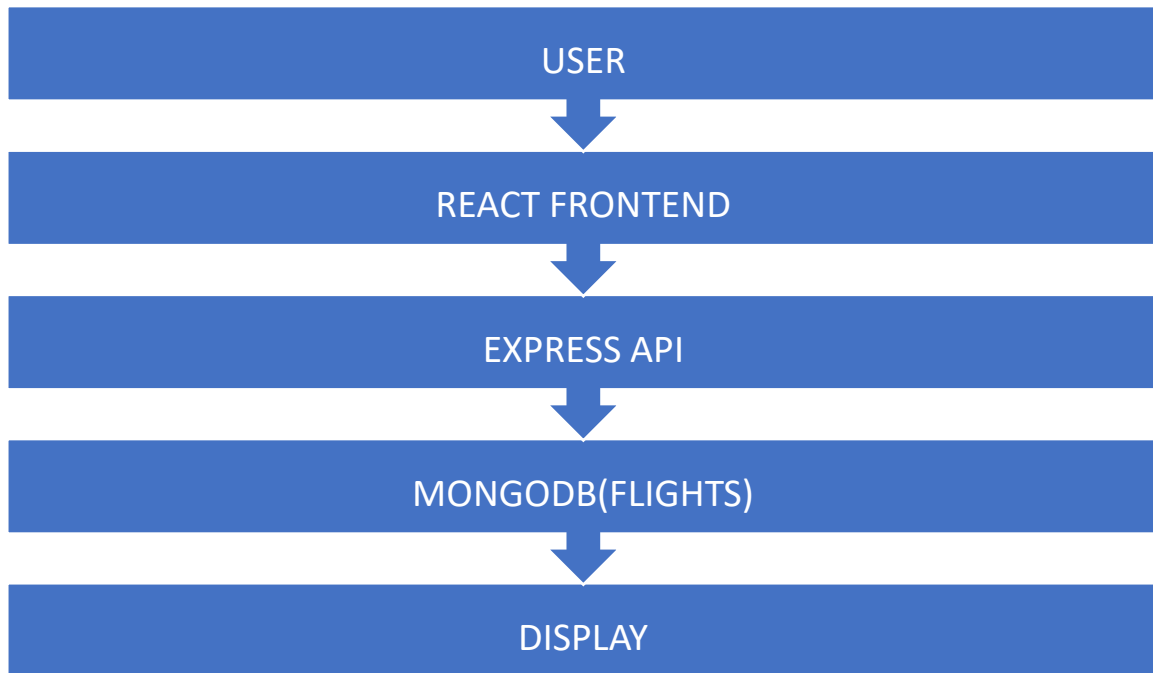 USER
REACT FRONTEND
EXPRESS API
MONGODB(FLIGHTS)
DISPLAY